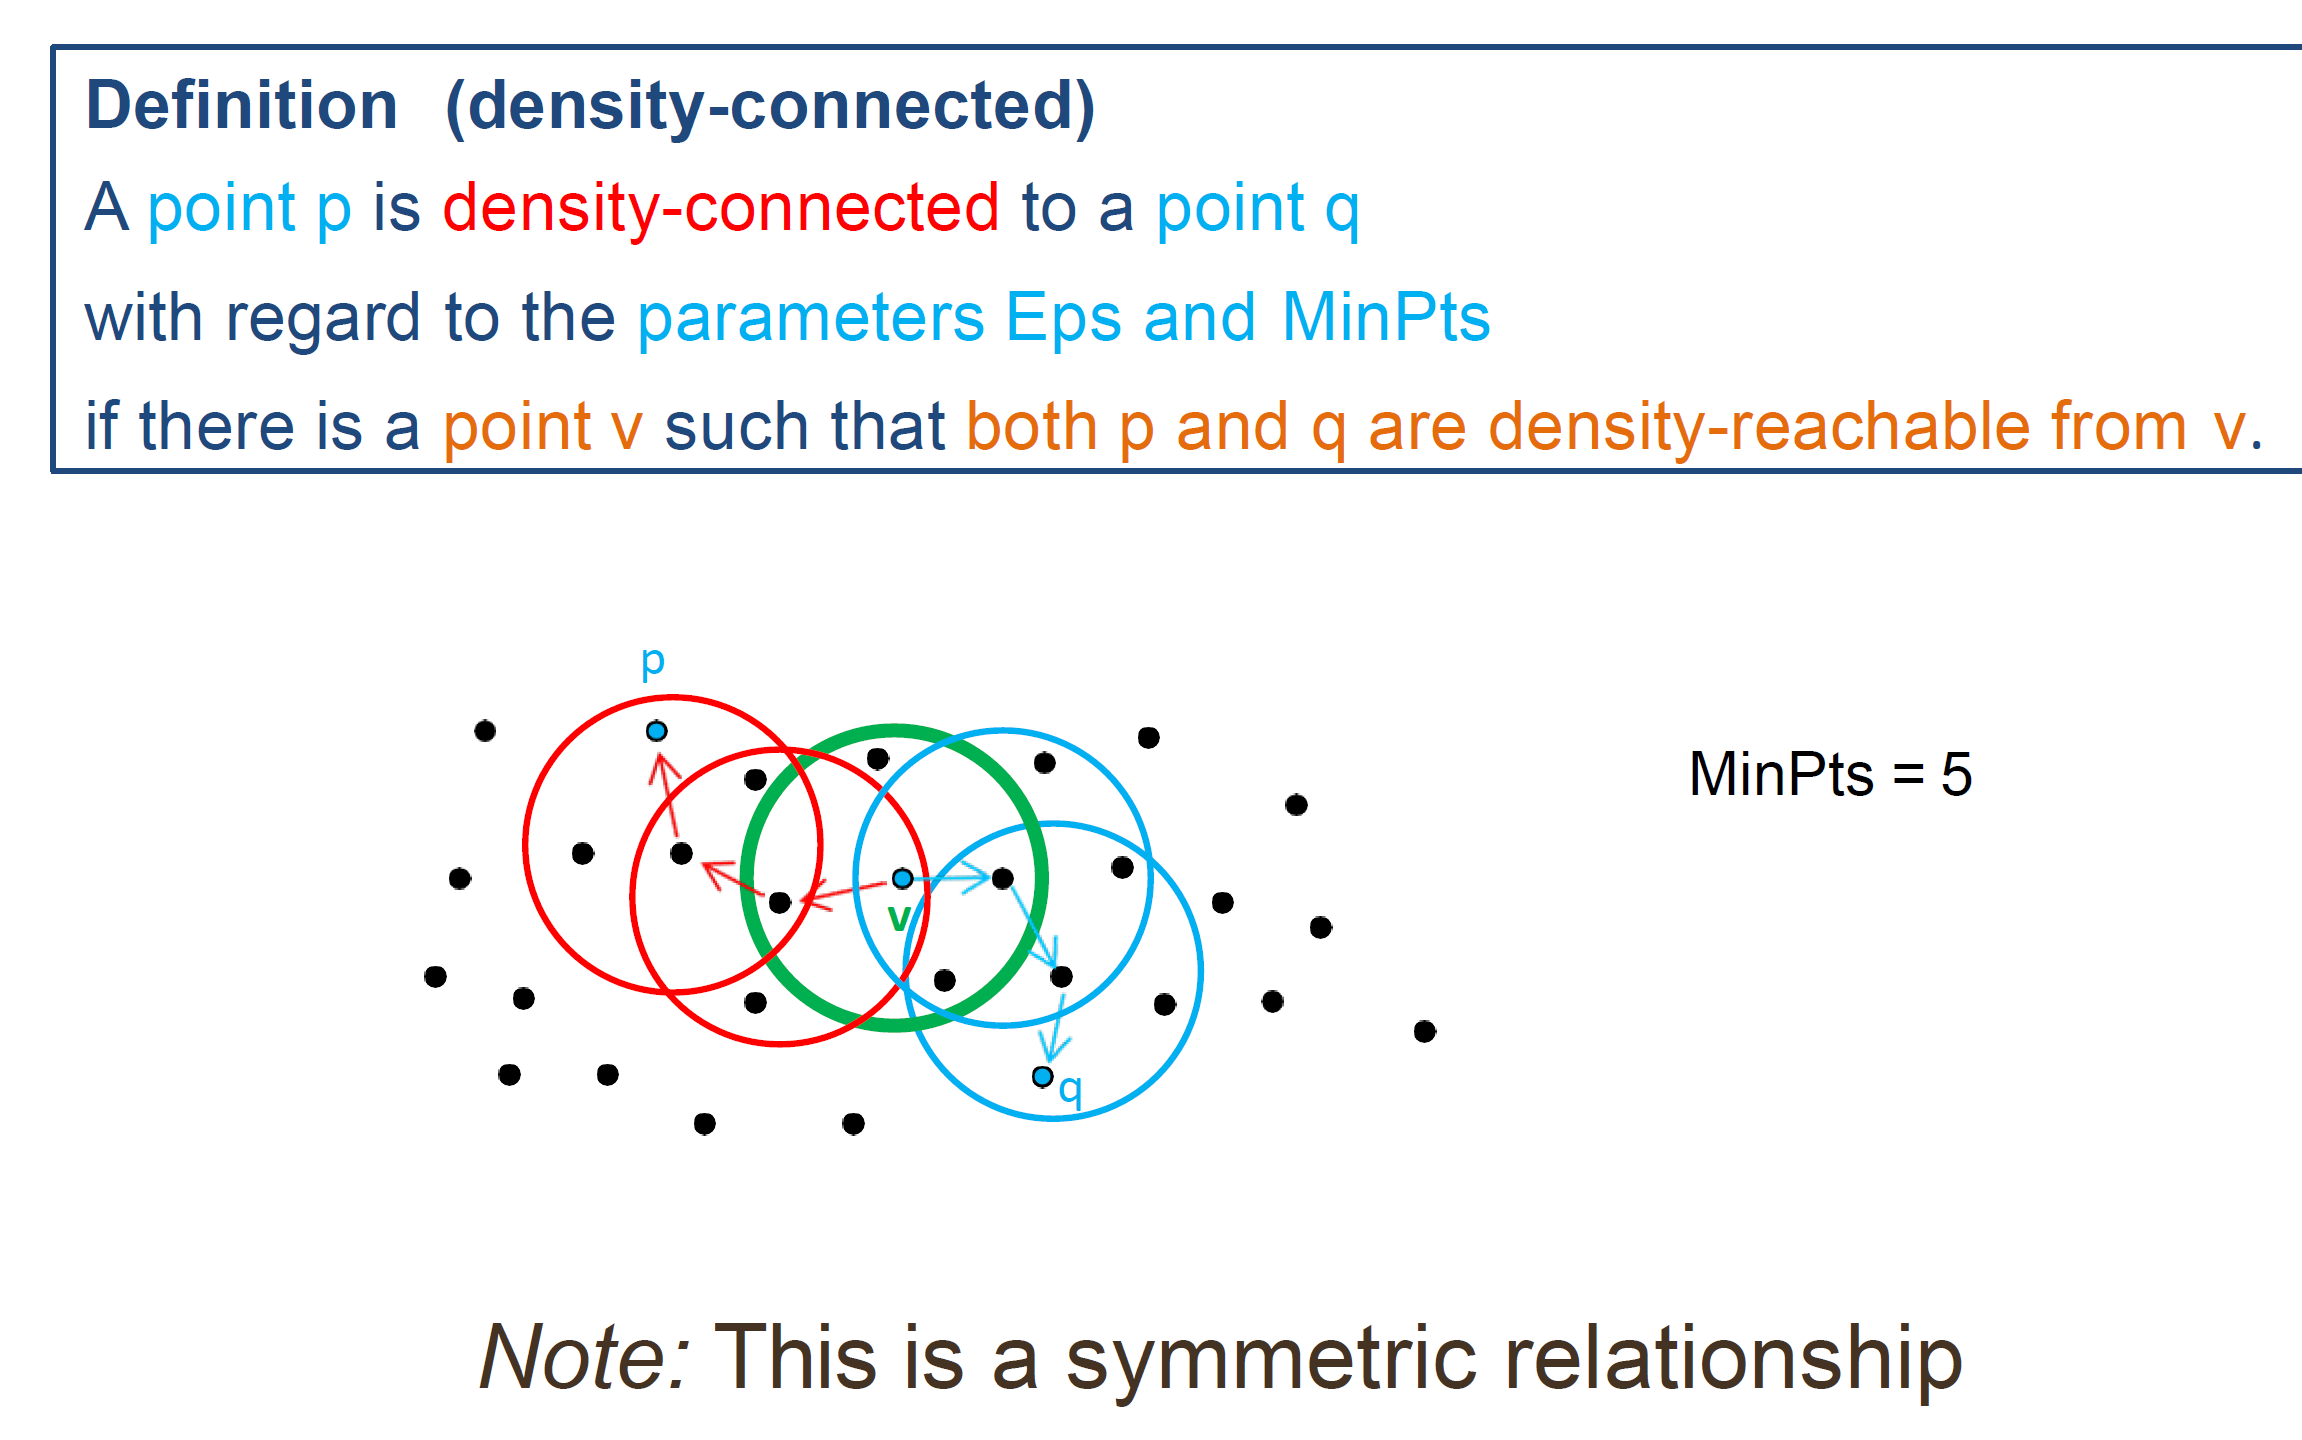 Definition (density-connected)
A point p is density-connected to a point q
with regard to the parameters Eps and MinPts
if there is a point v such that both p and q are density-reachable from v.
p
MinPts = 5
v
q
Note: This is a symmetric relationship